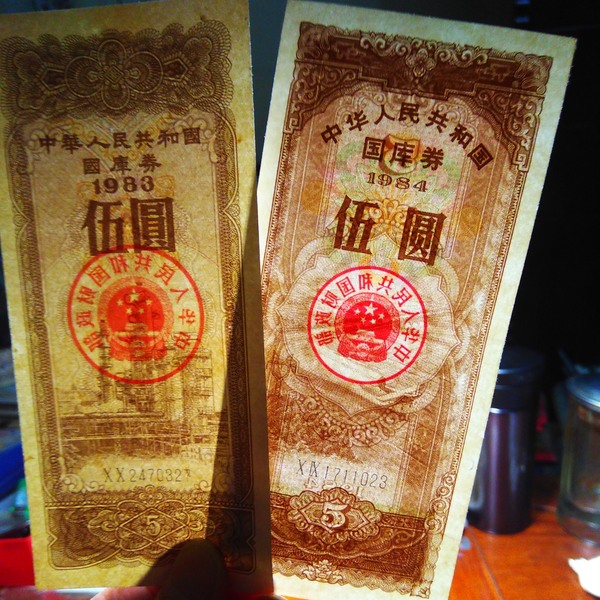 中華人民共和國
國庫券
1983
伍圓
中华人民共和国财政部
XX247032
5
中华人民共和国
国库券
1984
伍圆
中华人民共和国财政部
XIX1711023
5